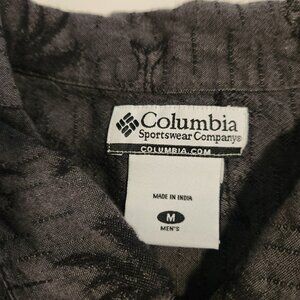 Columbia
Sportswear Company®
COLUMBIA.COM
MADE IN INDIA
M
MEN'S